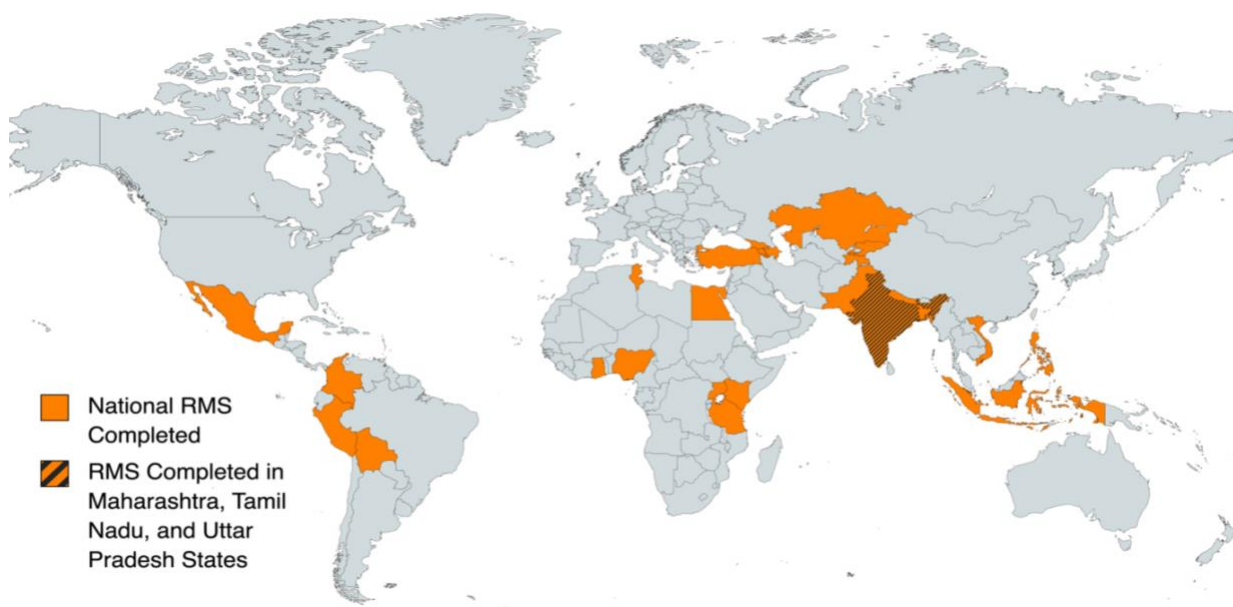 National RMS
Completed
RMS Completed in
Maharashtra, Tamil
Nadu, and Uttar
Pradesh States